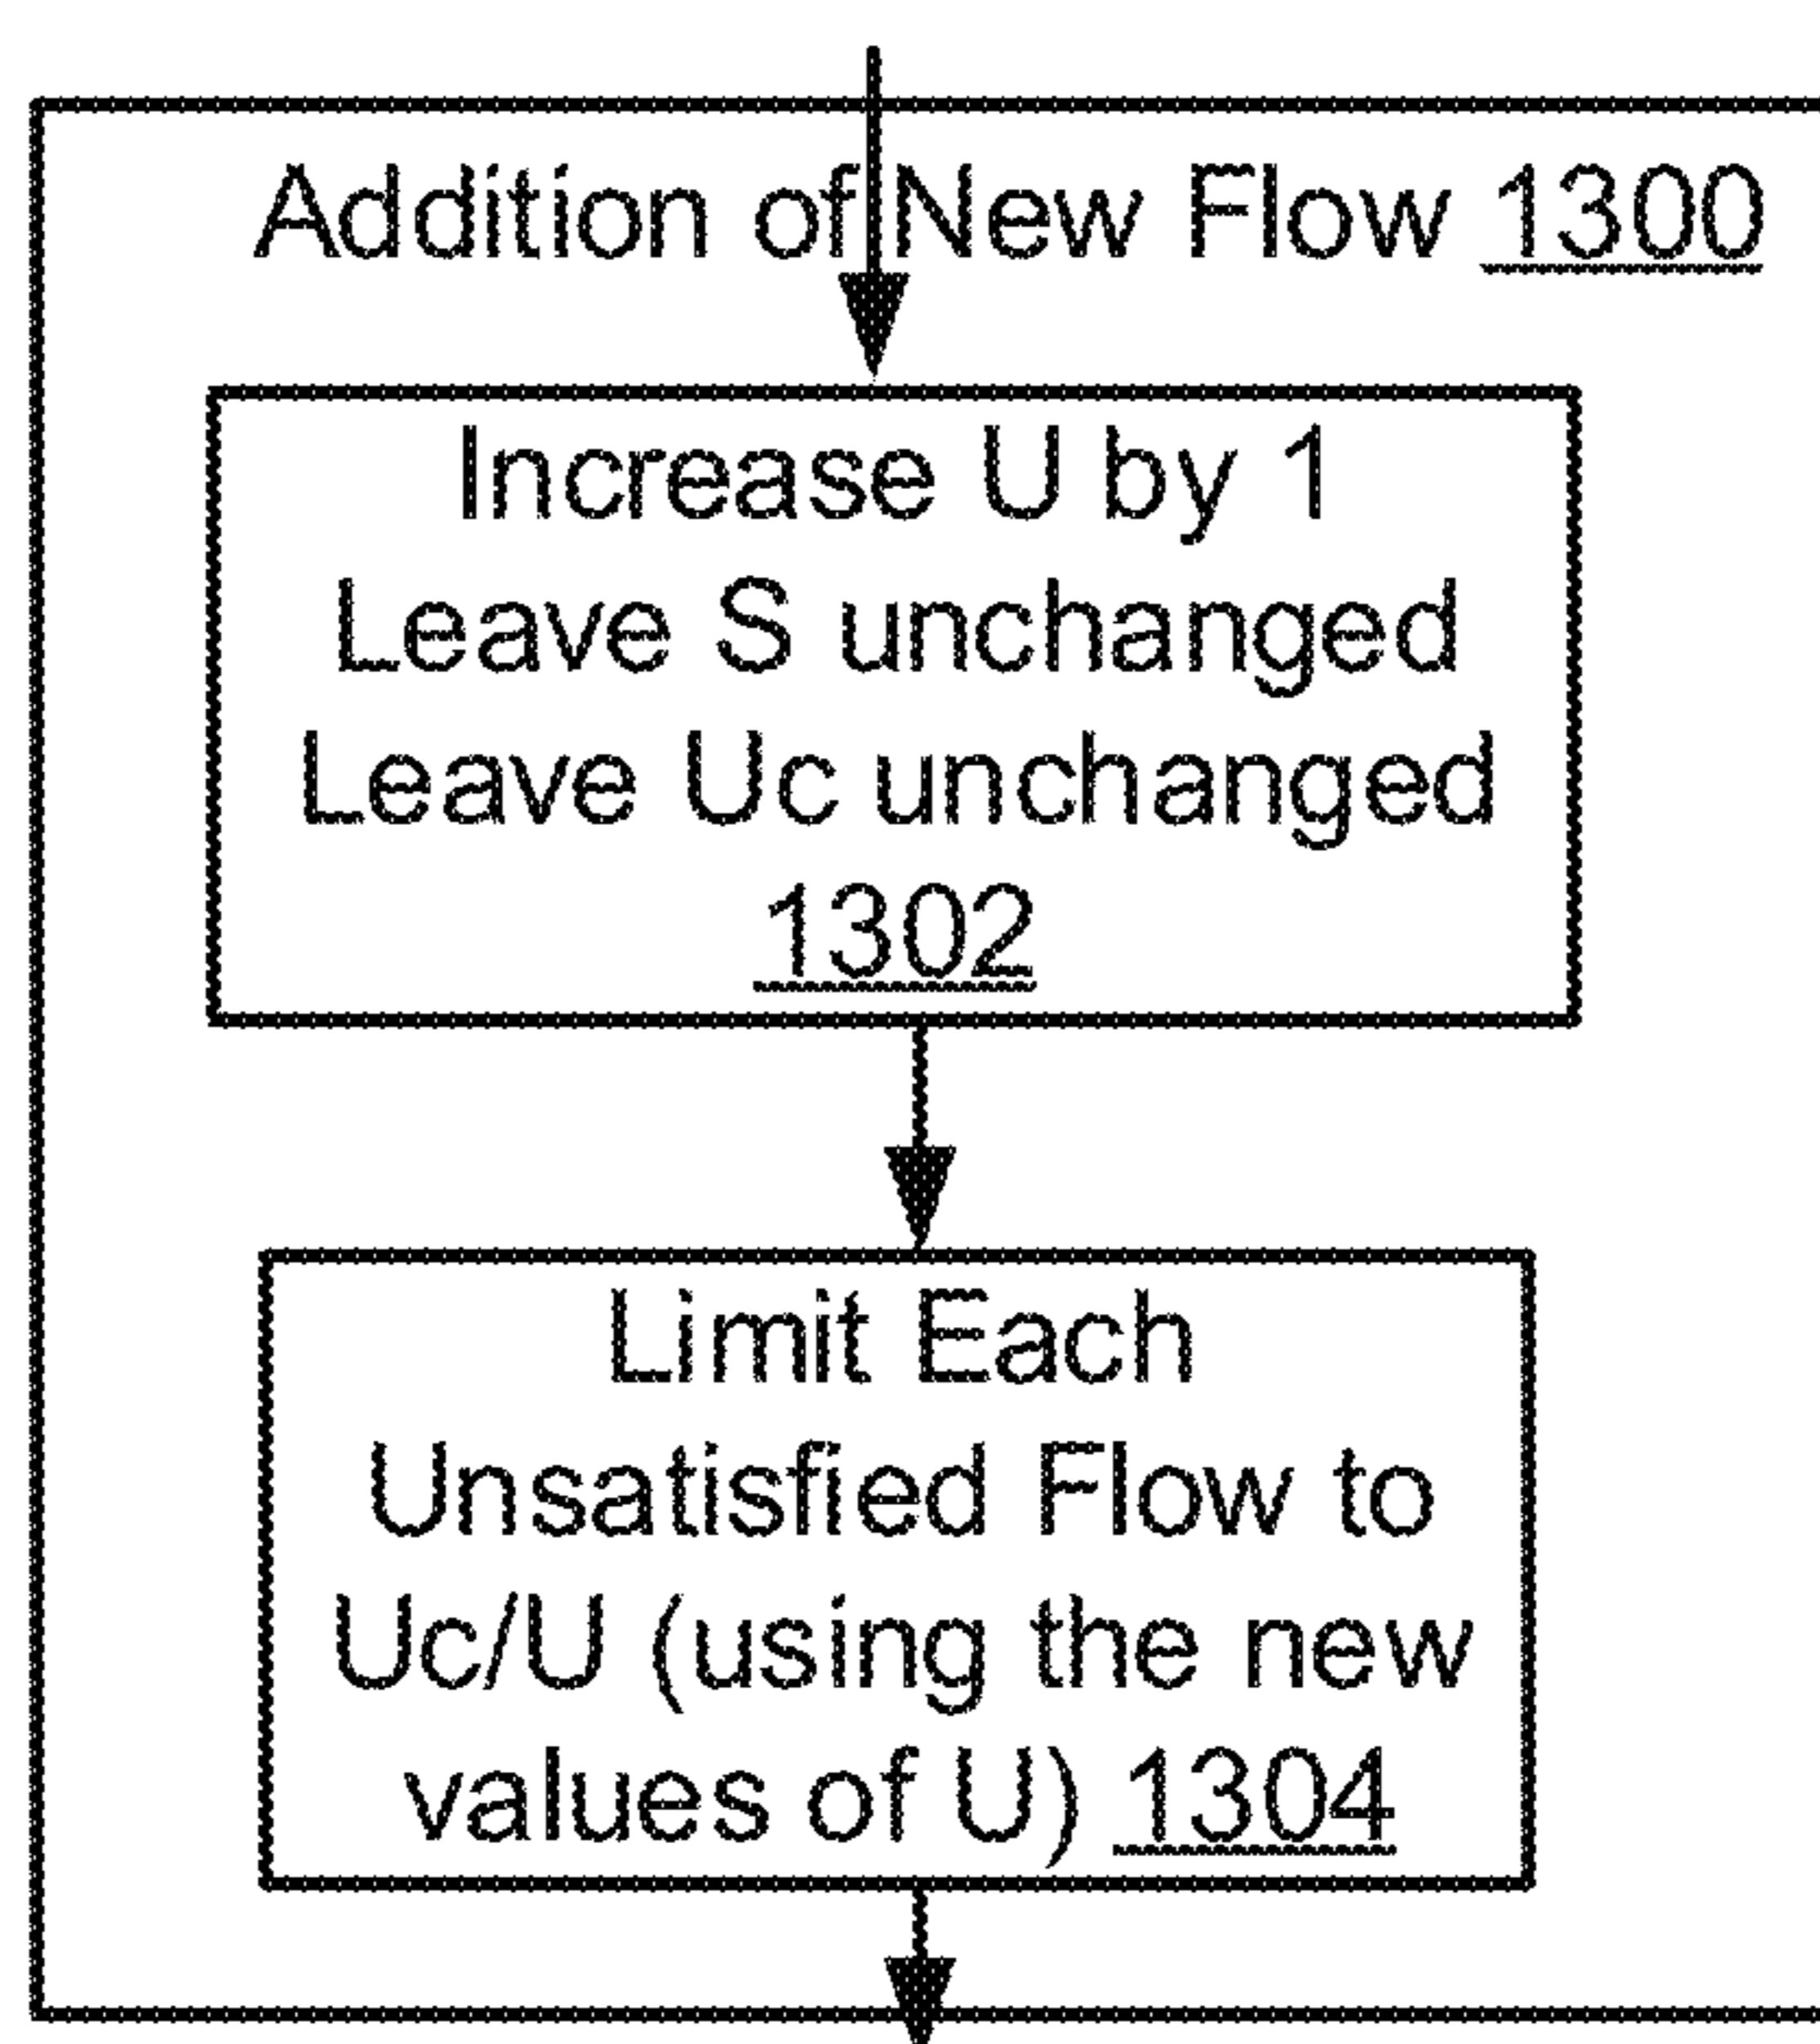 Addition of New Flow 1300
Increase U by 1
Leave S unchanged
Leave Uc unchanged
1302
Limit Each
Unsatisfied Flow to
Uc/U (using the new
values of U) 1304